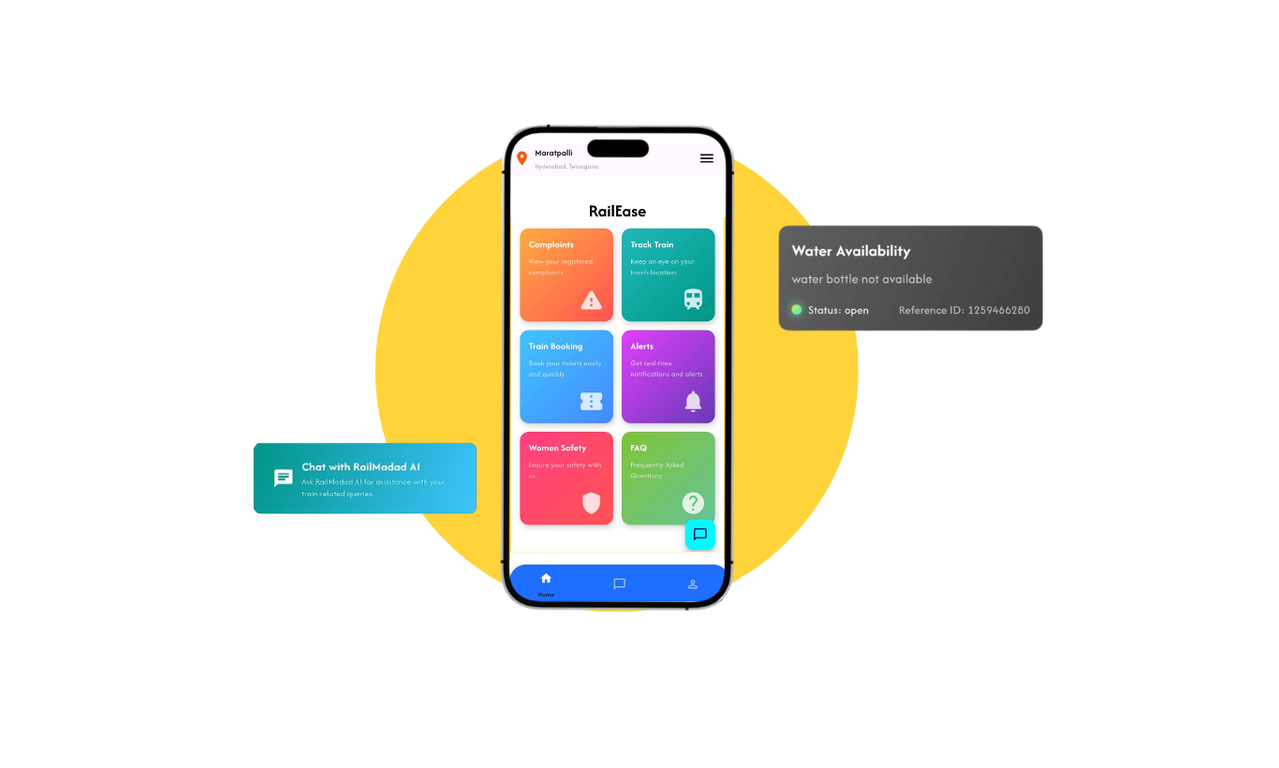 Maratpalli
Hyderabad, Telangana
RailEase
Complaints
View your registered
complaints
Track Train
Keep an eye on your
train's location
Train Booking
Book your tickets easily
and quickly
Alerts
Get real-time
notifications and alerts
Women Safety
Ensure your safety with
us
FAQ
Frequently Asked
Questions
Home
Water Availability
water bottle not available
Status: open
Reference ID: 1259466280
Chat with RailMadad AI
Ask RailMadad AI for assistance with your
train-related queries